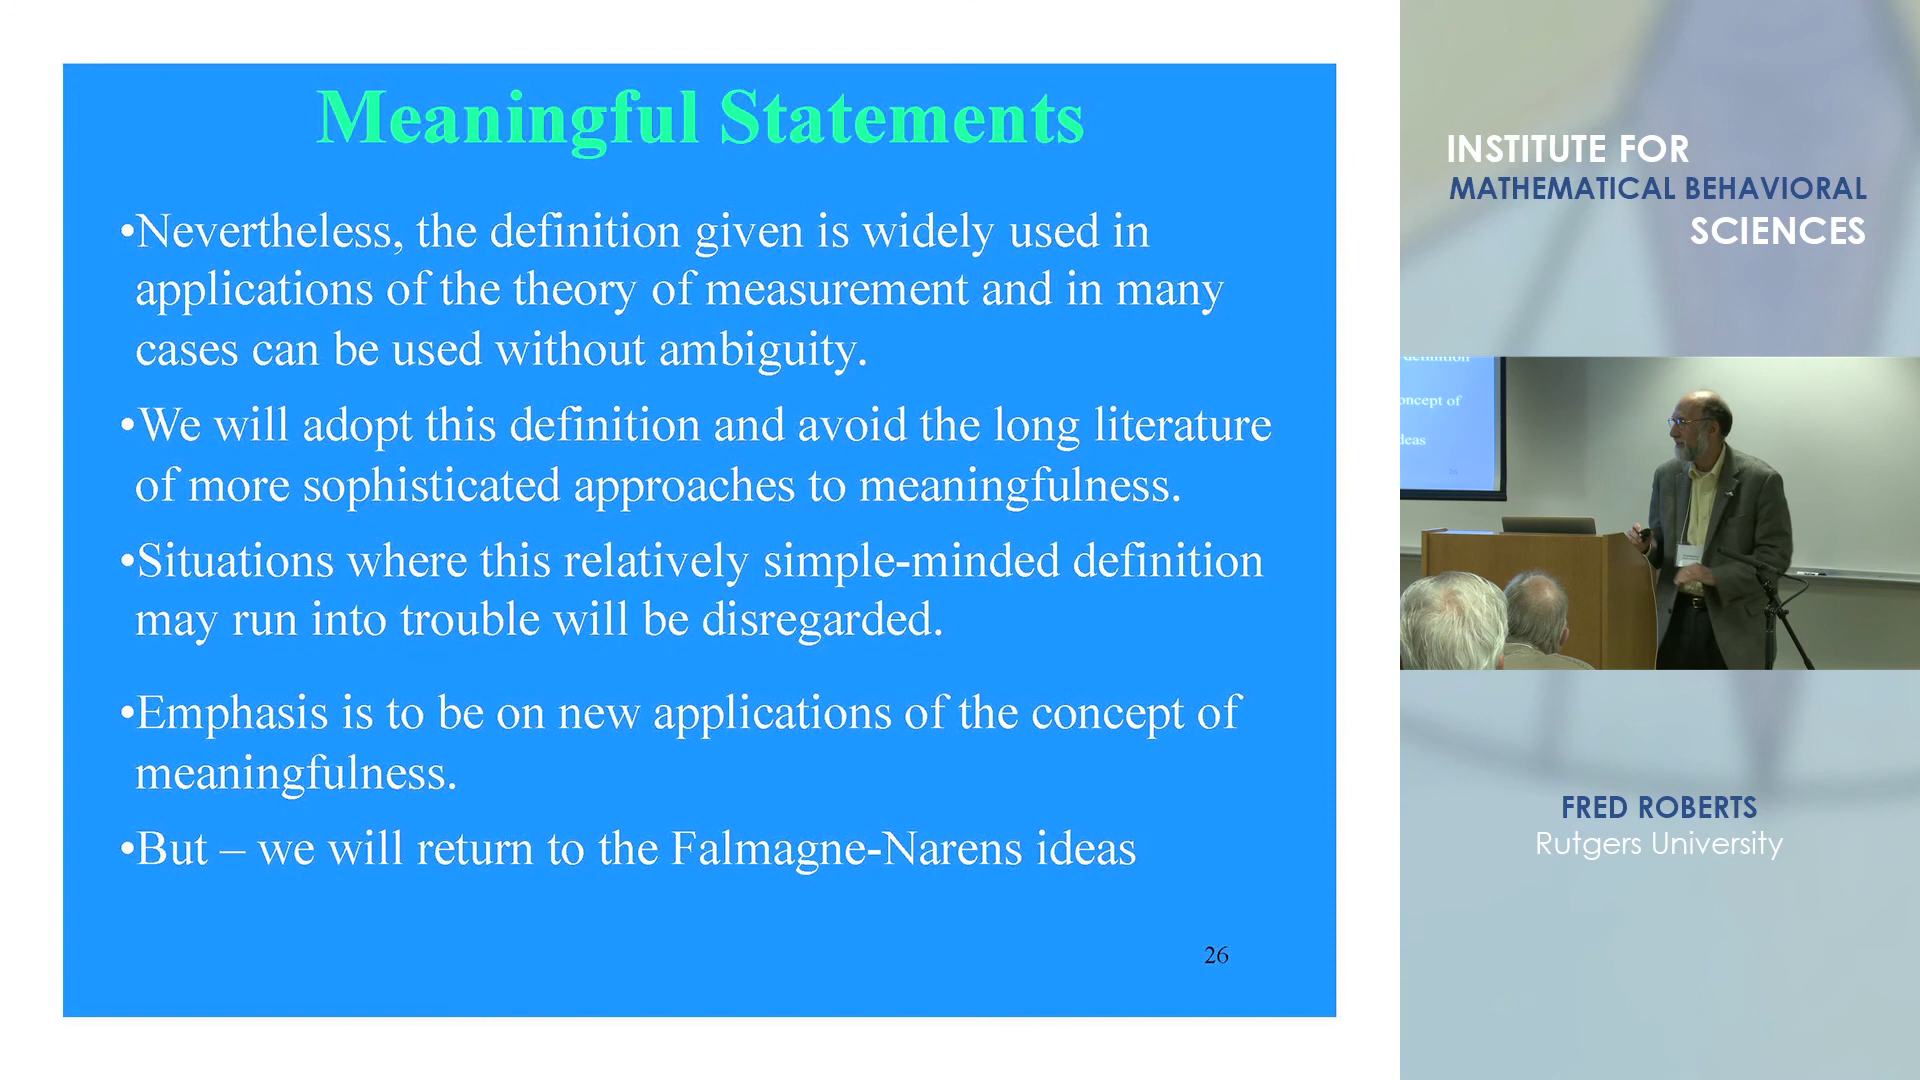 Meaningful Statements
•Nevertheless, the definition given is widely used in
applications of the theory of measurement and in many
cases can be used without ambiguity.
•We will adopt this definition and avoid the long literature
of more sophisticated approaches to meaningfulness.
•Situations where this relatively simple-minded definition
may run into trouble will be disregarded.
•Emphasis is to be on new applications of the concept of
meaningfulness.
•But – we will return to the Falmagne-Narens ideas
26
INSTITUTE FOR
MATHEMATICAL BEHAVIORAL
SCIENCES
definition
oncept of
deas
26
FRED ROBERTS
Rutgers University